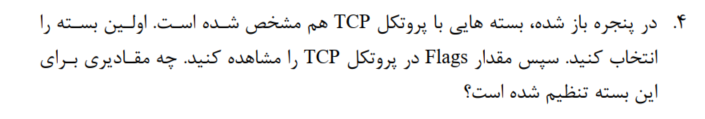 ۴. در پنجره باز شده، بسته هایی با پروتکل TCP هم مشخص شده است. اولین بسته را
انتخاب کنید. سپس مقدار Flags در پروتکل TCP را مشاهده کنید. چه مقادیری برای
این بسته تنظیم شده است؟